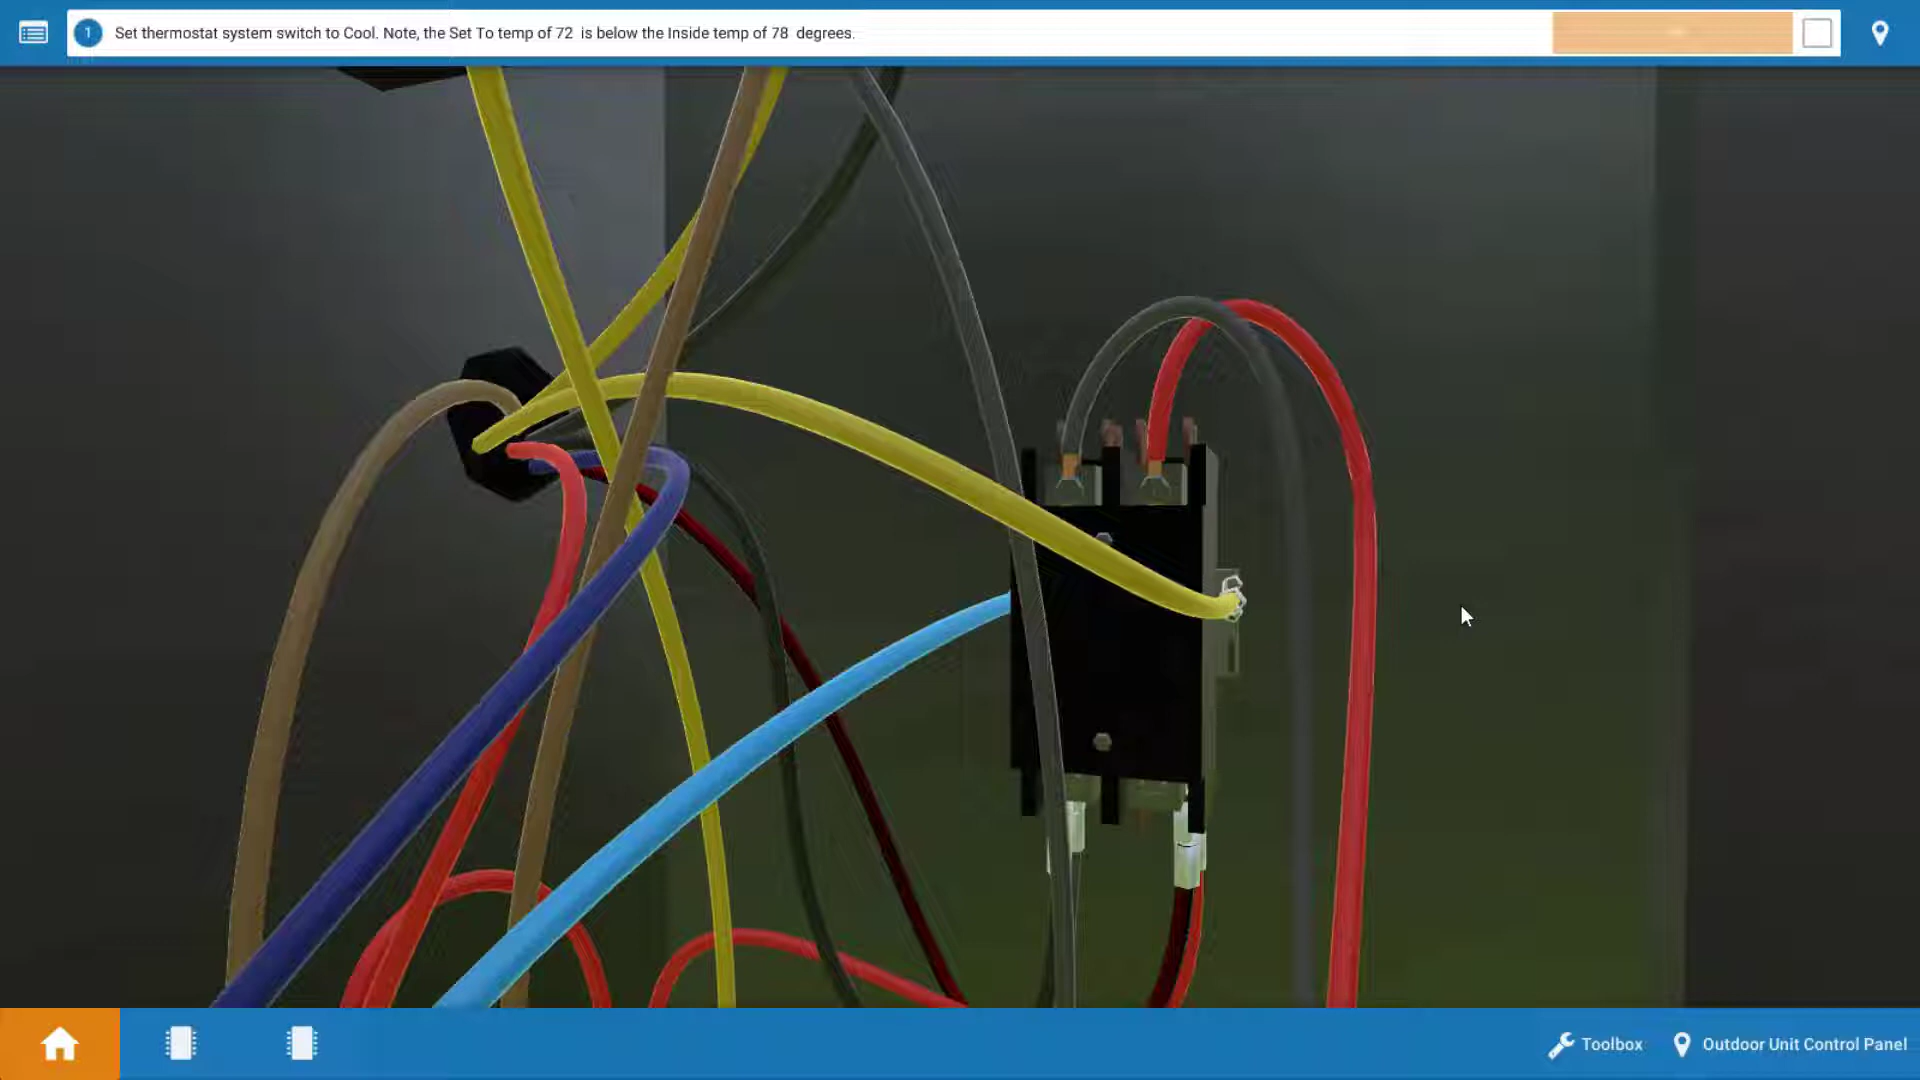 1 Set thermostat system switch to Cool. Note, the Set To temp of 72 is below the Inside temp of 78 degrees.
Toolbox
Outdoor Unit Control Panel